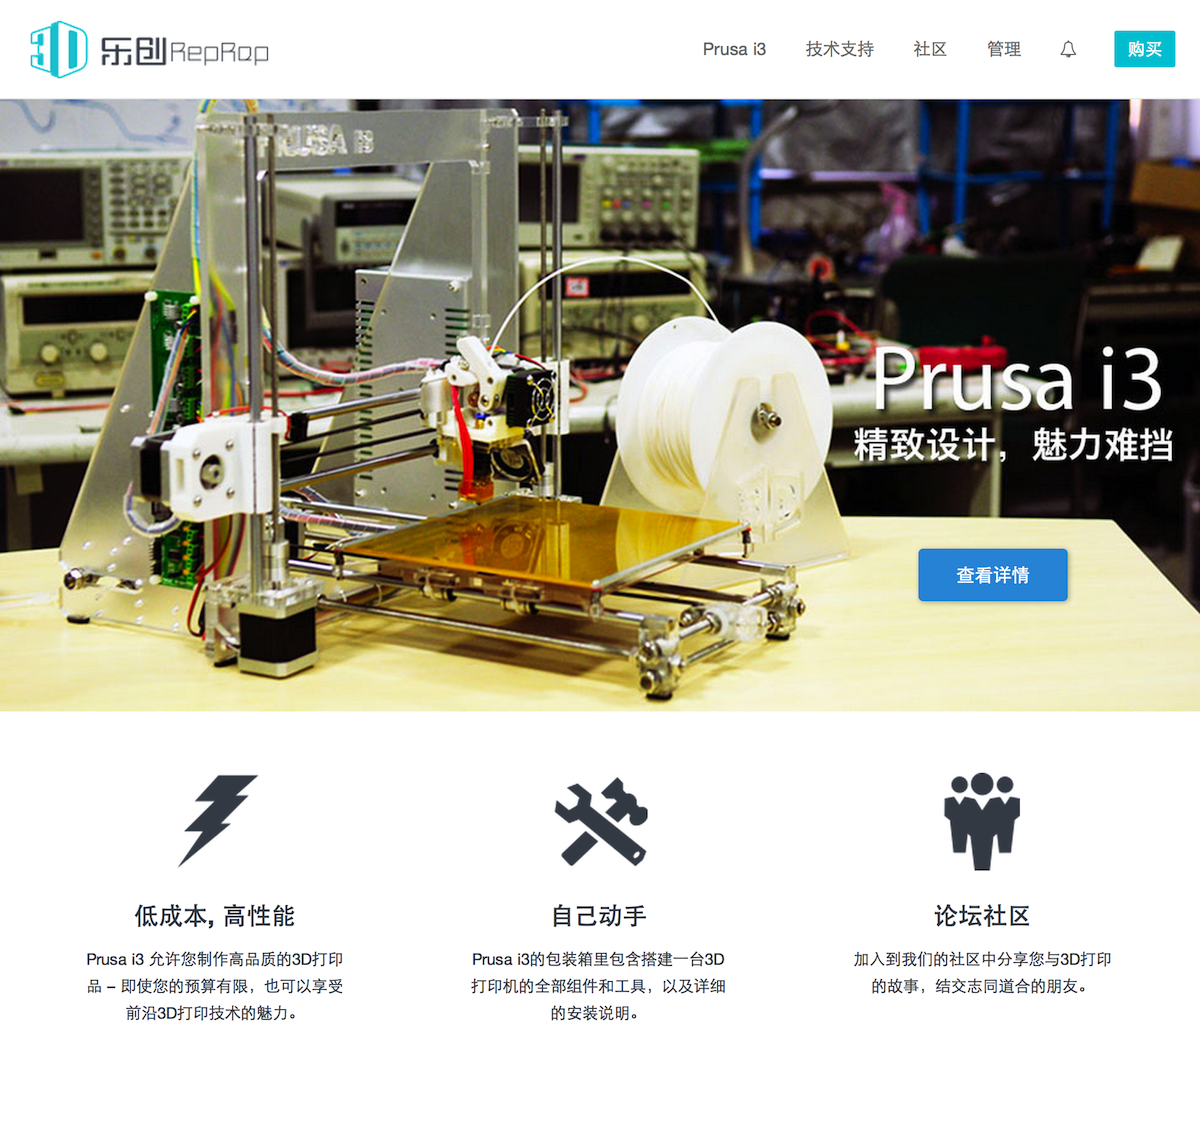 3D 乐创RepRap
Prusa i3 技术支持 社区 管理 购买
PRUSA i3
Prusa i3
精致设计，魅力难挡
查看详情
低成本, 高性能
自己动手
论坛社区
Prusa i3 允许您制作高品质的3D打印
品 – 即使您的预算有限，也可以享受
前沿3D打印技术的魅力。
Prusa i3的包装箱里包含搭建一台3D
打印机的全部组件和工具，以及详细
的安装说明。
加入到我们的社区中分享您与3D打印
的故事，结交志同道合的朋友。